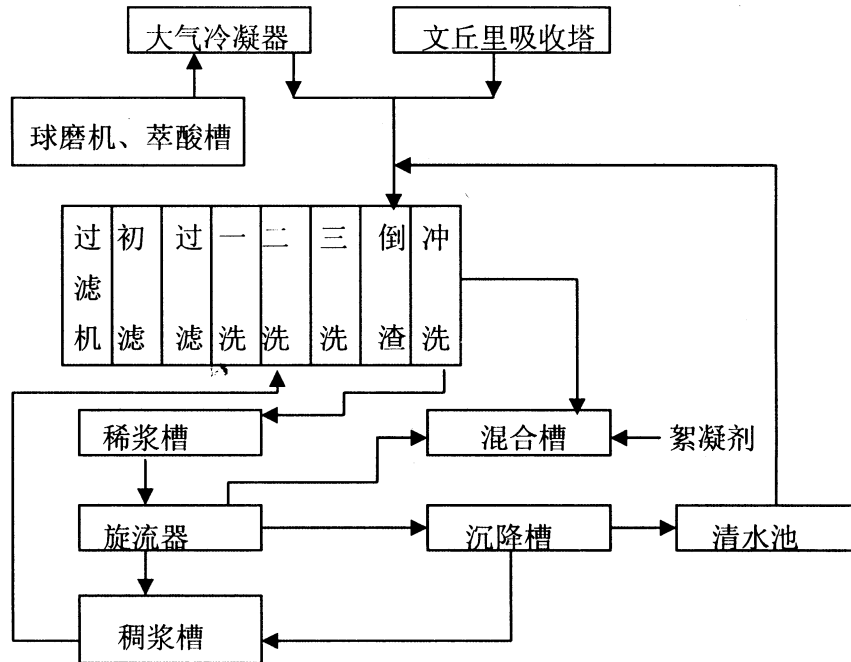 大气冷凝器
文丘里吸收塔
球磨机、萃酸槽
过滤机
初滤
过滤
一洗
二洗
三洗
倒渣
冲洗
稀浆槽
混合槽
絮凝剂
旋流器
沉降槽
清水池
稠浆槽